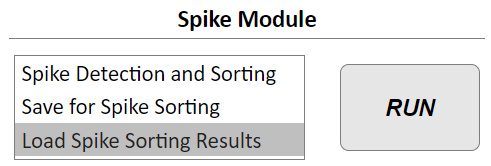 Spike Module
Spike Detection and Sorting
Save for Spike Sorting
Load Spike Sorting Results
RUN